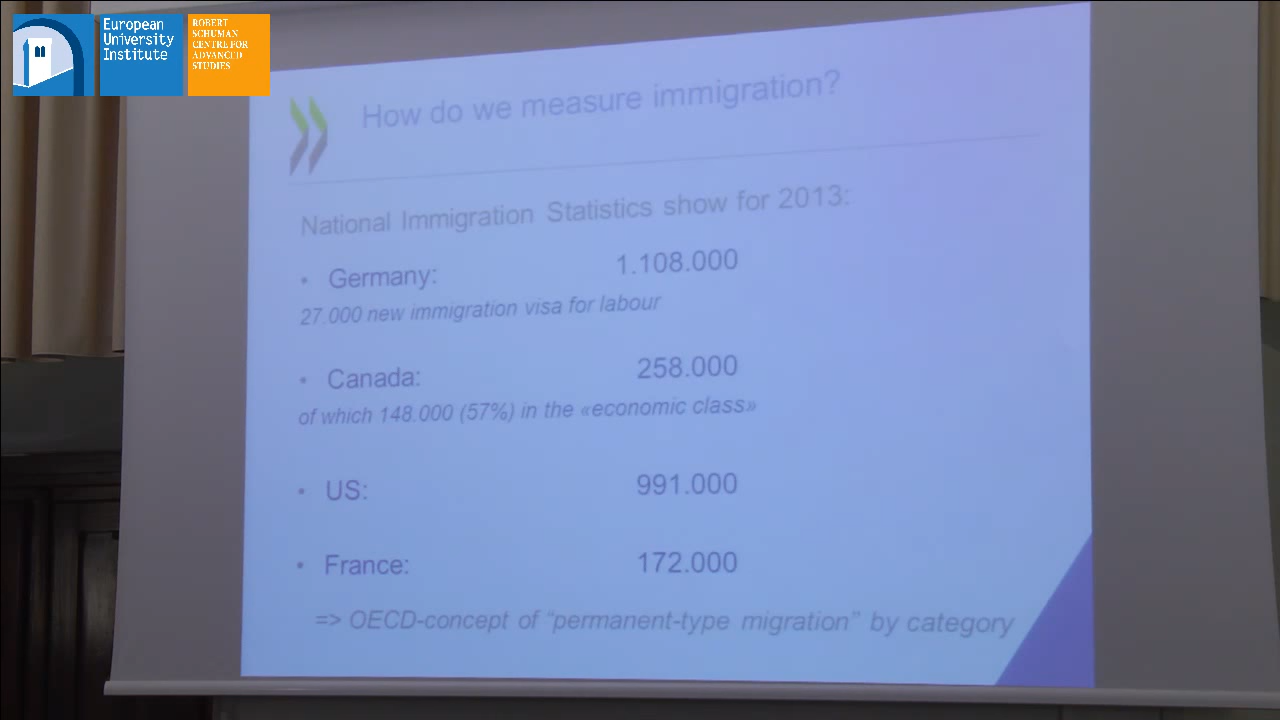 European
University
Institute
ROBERT
SCHUMAN
CENTRE FOR
ADVANCED
STUDIES
How do we measure immigration?
National Immigration Statistics show for 2013:
• Germany: 1.108.000
27.000 new immigration visa for labour
• Canada: 258.000
of which 148.000 (57%) in the «economic class»
• US: 991.000
• France: 172.000
=> OECD-concept of “permanent-type migration” by category